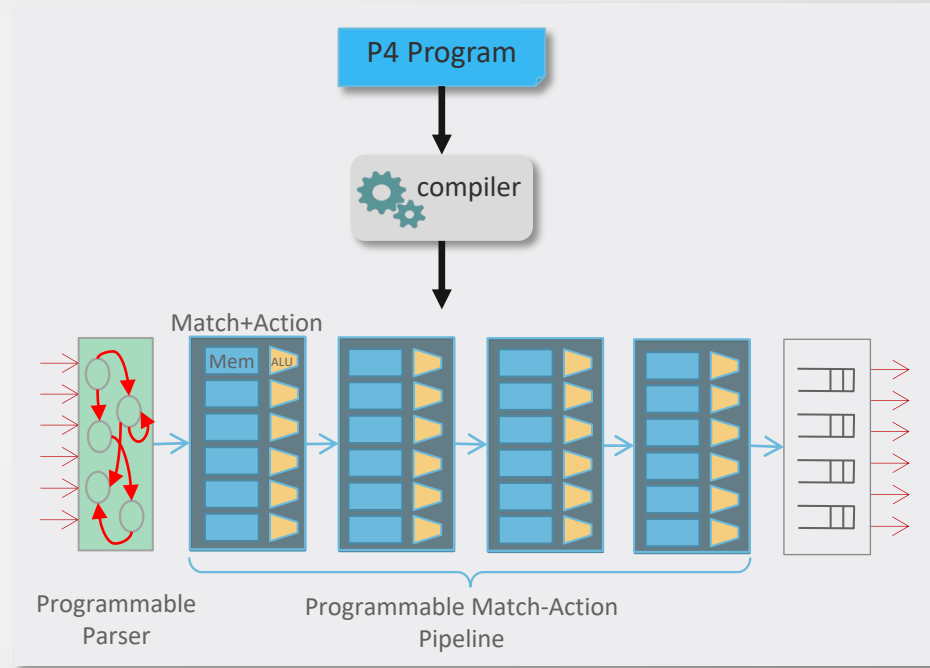 P4 Program
compiler
Match+Action
Mem
ALU
Programmable
Parser
Programmable Match-Action
Pipeline